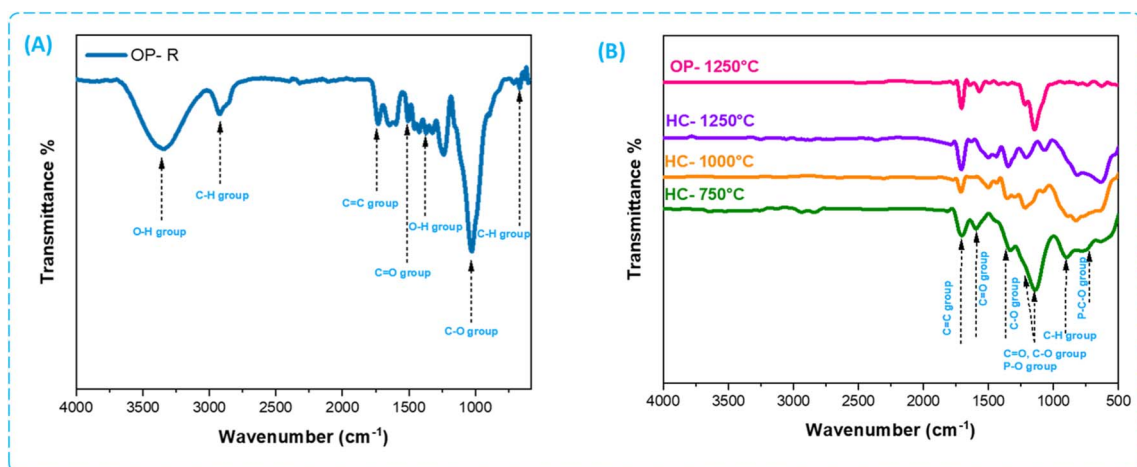 (A)
OP- R
O-H group
C-H group
C=C group
C=O group
O-H group
C-O group
C-H group
Transmittance %
4000
3500
3000
2500
2000
1500
1000
Wavenumber (cm⁻¹)
(B)
OP- 1250°C
HC- 1250°C
HC- 1000°C
HC- 750°C
C=C group
C=O group
C-O group
C=O, C-O group
P-O group
C-H group
P-C-O group
Transmittance %
4000
3500
3000
2500
2000
1500
1000
500
Wavenumber (cm⁻¹)